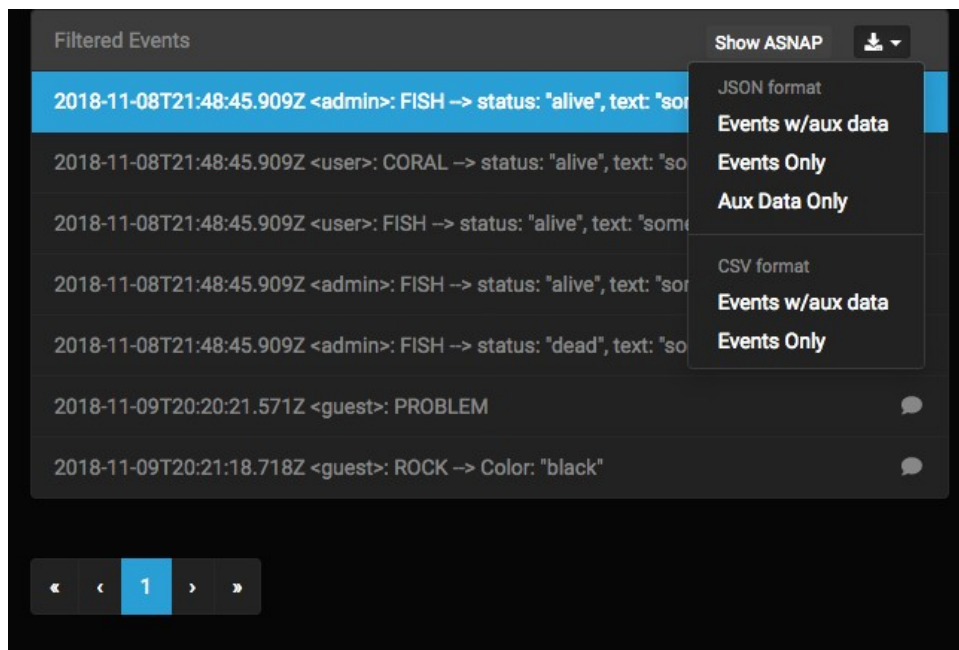 Filtered Events
Show ASNAP
2018-11-08T21:48:45.909Z <admin>: FISH --> status: "alive", text: "sor
2018-11-08T21:48:45.909Z <user>: CORAL --> status: "alive", text: "so
2018-11-08T21:48:45.909Z <user>: FISH --> status: "alive", text: "some
2018-11-08T21:48:45.909Z <admin>: FISH --> status: "alive", text: "sor
2018-11-08T21:48:45.909Z <admin>: FISH --> status: "dead", text: "so
2018-11-09T20:20:21.571Z <guest>: PROBLEM
2018-11-09T20:21:18.718Z <guest>: ROCK --> Color: "black"
JSON format
Events w/aux data
Events Only
Aux Data Only
CSV format
Events w/aux data
Events Only
« ‹ 1 › »